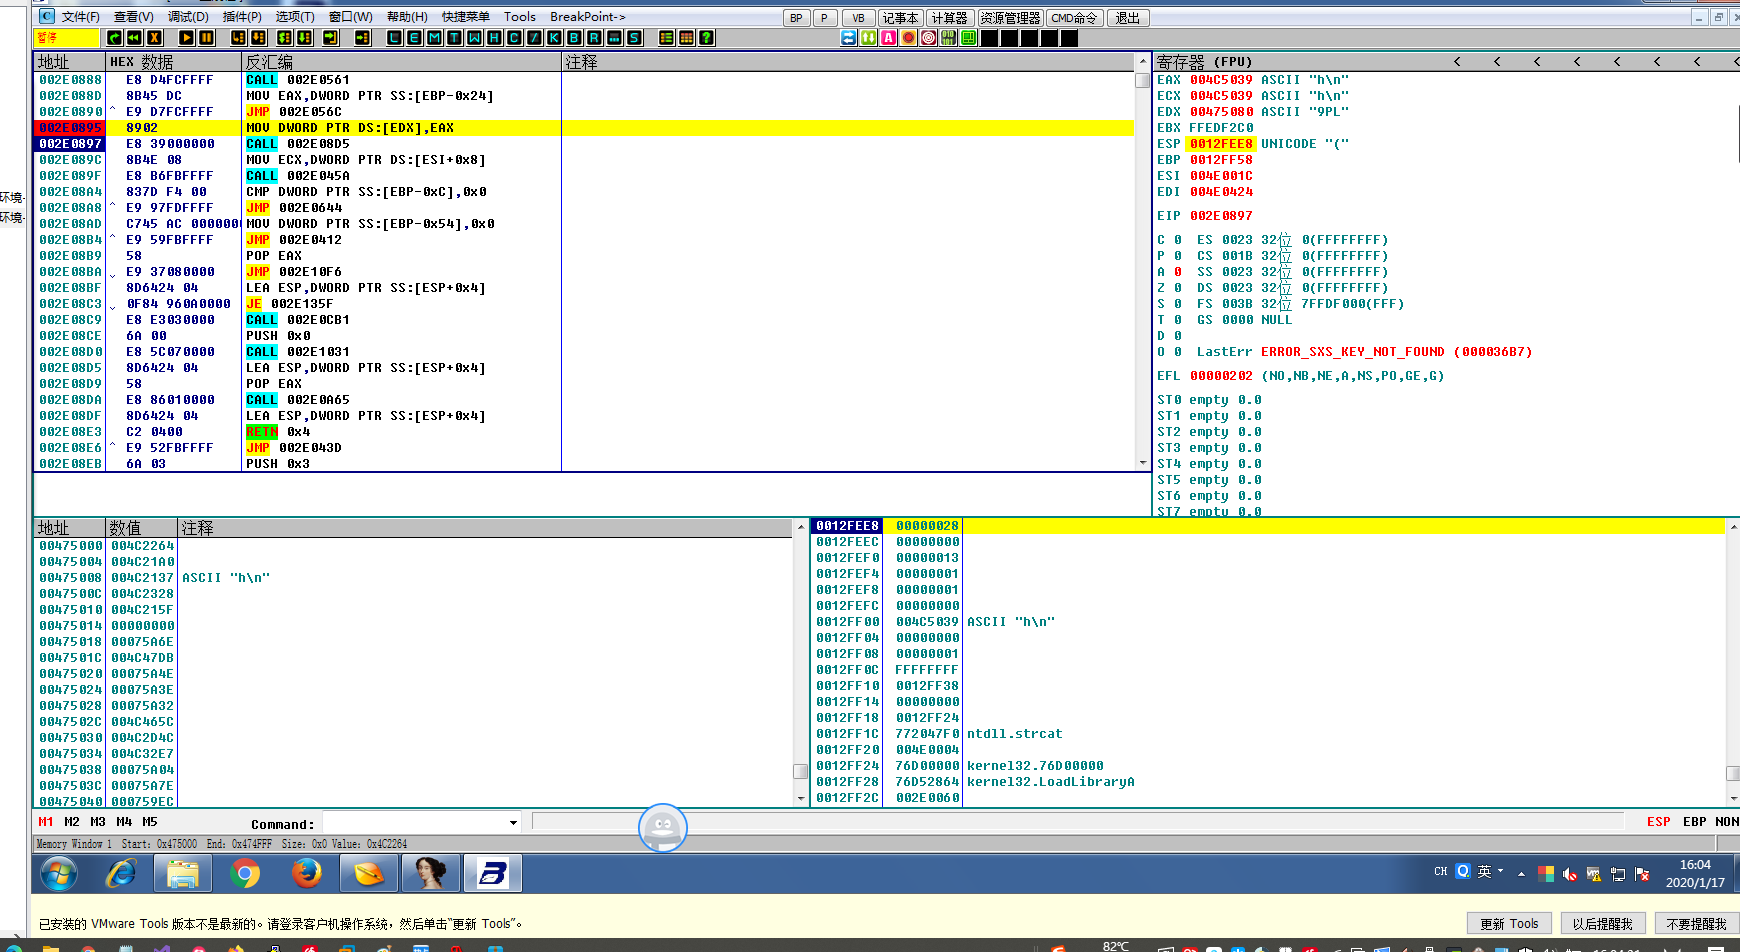 文件(F) 查看(V) 调试(D) 插件(P) 选项(T) 窗口(W) 帮助(H) 快捷菜单 Tools BreakPoint-> BP P VB 记事本 计算器 资源管理器 CMD命令 退出
暂停 L E M T W H C / K B R ... S ?
地址 HEX 数据 反汇编 注释
002E0888 E8 D4FCFFFF CALL 002E0561
002E088D 8B45 DC MOV EAX,DWORD PTR SS:[EBP-0x24]
002E0890 ^ E9 D7FCFFFF JMP 002E056C
002E0895 8902 MOV DWORD PTR DS:[EDX],EAX
002E0897 E8 39000000 CALL 002E08D5
002E089C 8B4E 08 MOV ECX,DWORD PTR DS:[ESI+0x8]
002E089F E8 B6FBFFFF CALL 002E045A
002E08A4 837D F4 00 CMP DWORD PTR SS:[EBP-0xC],0x0
002E08A8 ^ E9 97FDFFFF JMP 002E0644
002E08AD C745 AC 0000000 MOV DWORD PTR SS:[EBP-0x54],0x0
002E08B4 ^ E9 59FBFFFF JMP 002E0412
002E08B9 58 POP EAX
002E08BA E9 37080000 JMP 002E10F6
002E08BF 8D6424 04 LEA ESP,DWORD PTR SS:[ESP+0x4]
002E08C3 0F84 960A0000 JE 002E135F
002E08C9 E8 E3030000 CALL 002E0CB1
002E08CE 6A 00 PUSH 0x0
002E08D0 E8 5C070000 CALL 002E1031
002E08D5 8D6424 04 LEA ESP,DWORD PTR SS:[ESP+0x4]
002E08D9 58 POP EAX
002E08DA E8 86010000 CALL 002E0A65
002E08DF 8D6424 04 LEA ESP,DWORD PTR SS:[ESP+0x4]
002E08E3 C2 0400 RETN 0x4
002E08E6 ^ E9 52FBFFFF JMP 002E043D
002E08EB 6A 03 PUSH 0x3
寄存器 (FPU) < < < < < < < <
EAX 004C5039 ASCII "h\n"
ECX 004C5039 ASCII "h\n"
EDX 00475080 ASCII "9PL"
EBX FFEDF2C0
ESP 0012FEE8 UNICODE "("
EBP 0012FF58
ESI 004E001C
EDI 004E0424
EIP 002E0897
C 0 ES 0023 32位 0(FFFFFFFF)
P 0 CS 001B 32位 0(FFFFFFFF)
A 0 SS 0023 32位 0(FFFFFFFF)
Z 0 DS 0023 32位 0(FFFFFFFF)
S 0 FS 003B 32位 7FFDF000(FFF)
T 0 GS 0000 NULL
D 0
O 0 LastErr ERROR_SXS_KEY_NOT_FOUND (000036B7)
EFL 00000202 (NO,NB,NE,A,NS,PO,GE,G)
ST0 empty 0.0
ST1 empty 0.0
ST2 empty 0.0
ST3 empty 0.0
ST4 empty 0.0
ST5 empty 0.0
ST6 empty 0.0
ST7 empty 0.0
环境-
环境-
地址 数值 注释
00475000 004C2264
00475004 004C21A0
00475008 004C2137 ASCII "h\n"
0047500C 004C2328
00475010 004C215F
00475014 00000000
00475018 00075A6E
0047501C 004C47DB
00475020 00075A4E
00475024 00075A3E
00475028 00075A32
0047502C 004C465C
00475030 004C2D4C
00475034 004C32E7
00475038 00075A04
0047503C 00075A7E
00475040 000759EC
0012FEE8 00000028
0012FEEC 00000000
0012FEF0 00000013
0012FEF4 00000001
0012FEF8 00000001
0012FEFC 00000000
0012FF00 004C5039 ASCII "h\n"
0012FF04 00000000
0012FF08 00000001
0012FF0C FFFFFFFF
0012FF10 0012FF38
0012FF14 00000000
0012FF18 0012FF24
0012FF1C 772047F0 ntdll.strcat
0012FF20 004E0004
0012FF24 76D00000 kernel32.76D00000
0012FF28 76D52864 kernel32.LoadLibraryA
0012FF2C 002E0060
M1 M2 M3 M4 M5 Command: ESP EBP NON
Memory Window 1 Start: 0x475000 End: 0x474FFF Size: 0x0 Value: 0x4C2264
CH 英 16:04
2020/1/17
已安装的 VMware Tools 版本不是最新的。请登录客户机操作系统，然后单击“更新 Tools”。 更新 Tools 以后提醒我 不要提醒我
82℃